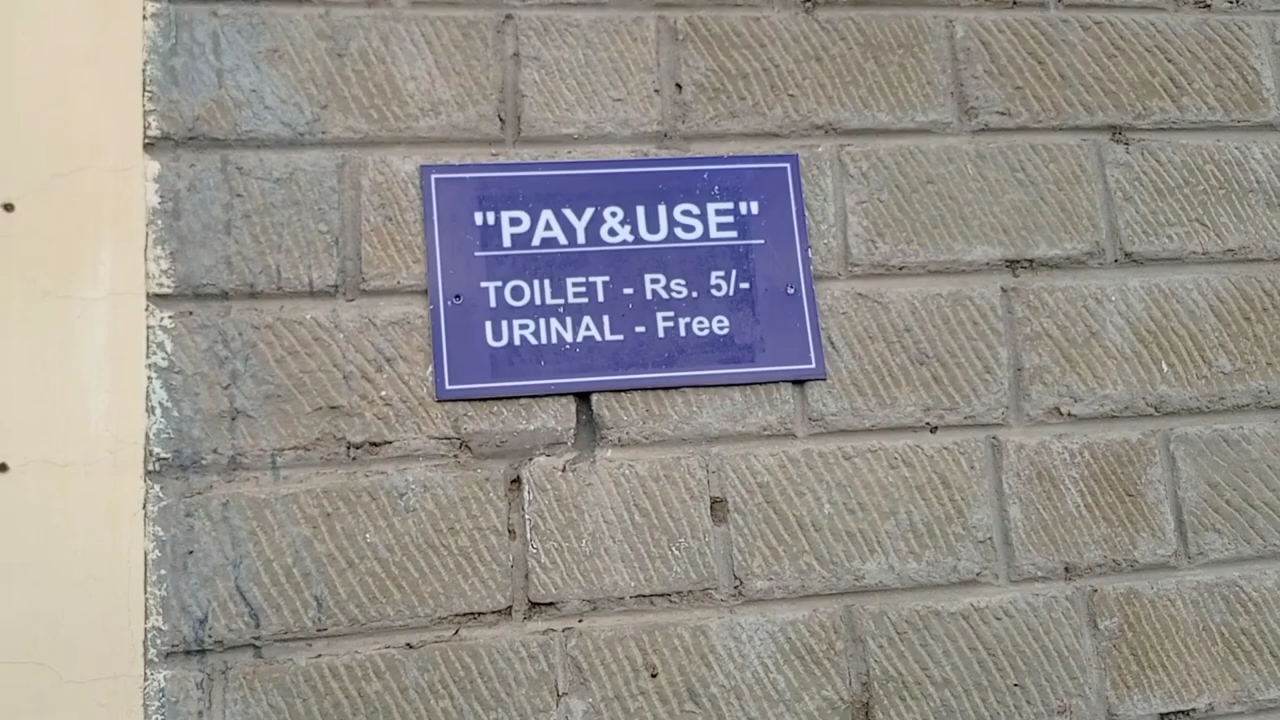 "PAY&USE"
TOILET - Rs. 5/-
URINAL - Free